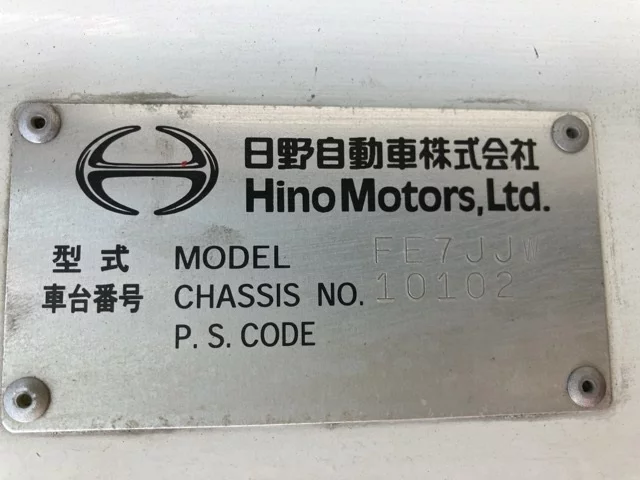 日野自動車株式会社
Hino Motors, Ltd.
型式 MODEL FE7JJW
車台番号 CHASSIS NO. 10102
P. S. CODE